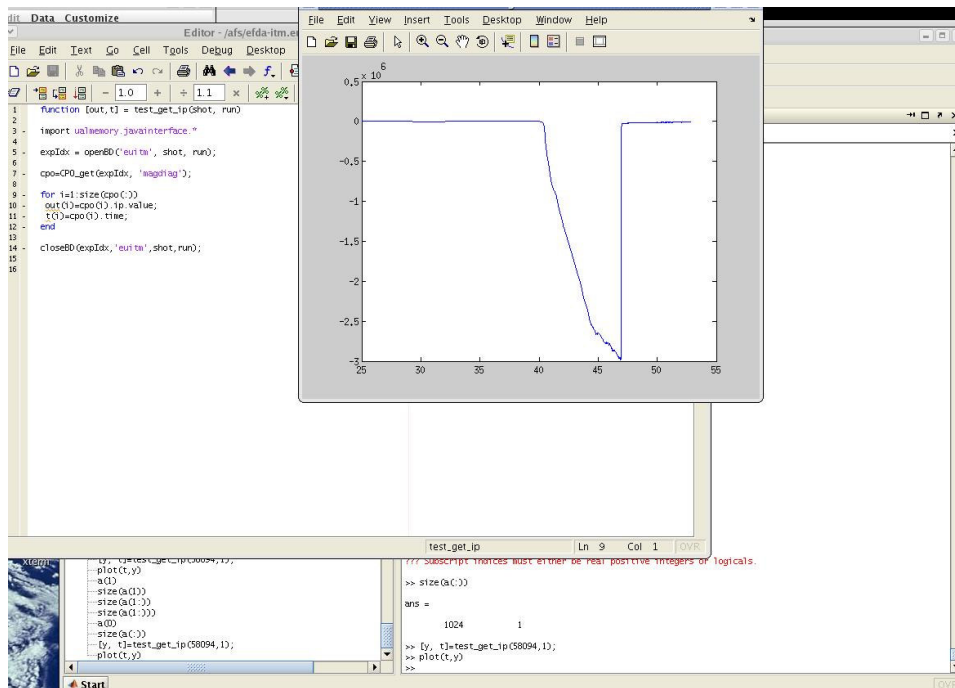 dit Data Customize
Editor - /afs/efda-itm.e
File Edit Text Go Cell Tools Debug Desktop
1.0 + ÷ 1.1 ×
1 function [out,t] = test_get_ip(shot, run)
2
3 - import ualmemory.javainterface.*
4
5 - expIdx = openBD('euitm', shot, run);
6
7 - cpo=CPO_get(expIdx, 'magdiag');
8
9 - for i=1:size(cpo(:))
10 - out(i)=cpo(i).ip.value;
11 - t(i)=cpo(i).time;
12 - end
13
14 - closeBD(expIdx,'euitm',shot,run);
15
16
test_get_ip Ln 9 Col 1 OVR
File Edit View Insert Tools Desktop Window Help
x 10 6
0.5
0
-0.5
-1
-1.5
-2
-2.5
-3
25 30 35 40 45 50 55
xterm
[y, t]=test_get_ip(58094,1);
plot(t,y)
a(1)
size(a(1))
size(a(1:))
size(a(1:)))
a(0)
size(a(:))
[y, t]=test_get_ip(58094,1);
plot(t,y)
Start
??? Subscript indices must either be real positive integers or logicals.
>> size(a(:))
ans =
1024 1
>> [y, t]=test_get_ip(58094,1);
>> plot(t,y)
>>
OVR